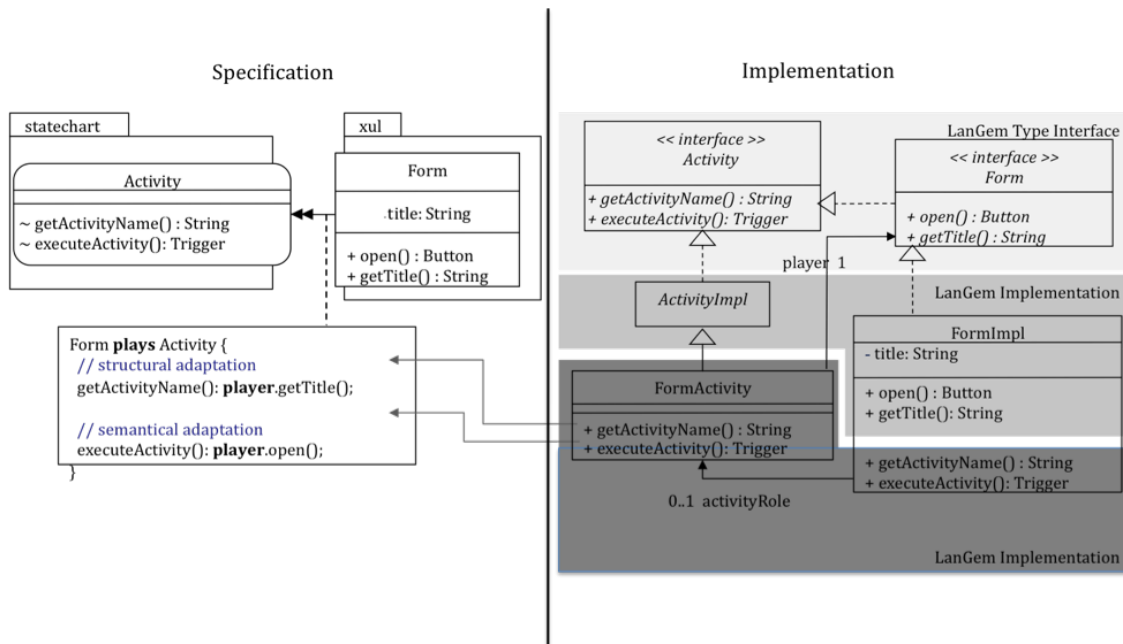 Specification
statechart
xul
Activity
~ getActivityName() : String
~ executeActivity(): Trigger
Form
title: String
+ open() : Button
+ getTitle() : String
Form plays Activity {
// structural adaptation
getActivityName(): player.getTitle();
// semantical adaptation
executeActivity(): player.open();
}
Implementation
LanGem Type Interface
<< interface >>
Activity
+ getActivityName() : String
+ executeActivity(): Trigger
<< interface >>
Form
+ open() : Button
+ getTitle() : String
player 1
LanGem Implementation
ActivityImpl
FormImpl
- title: String
+ open() : Button
+ getTitle(): String
FormActivity
+ getActivityName() : String
+ executeActivity(): Trigger
+ getActivityName() : String
+ executeActivity(): Trigger
0..1 activityRole
LanGem Implementation